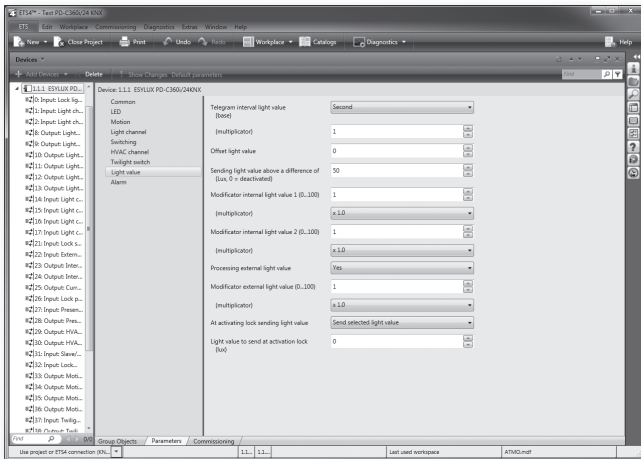 ETS4™ - Test PD-C360i/24 KNX
ETS Edit Workplace Commissioning Diagnostics Extras Window Help
New Close Project Print Undo Redo Workplace Catalogs Diagnostics Help
Devices
Add Devices Delete Show Changes Default parameters Find
1.1.1 ESYLUX PD...
0: Input: Lock lig...
1: Input: Light ch...
2: Input: Light ch...
8: Output: Light...
9: Output: Light...
10: Output: Light...
11: Output: Light...
12: Output: Light...
13: Output: Light...
14: Input: Light c...
15: Input: Light c...
16: Input: Light c...
17: Input: Light c...
21: Input: Lock s...
22: Input: Extern...
23: Output: Inter...
24: Output: Inter...
25: Output: Curr...
26: Input: Lock p...
27: Input: Presen...
28: Output: Pres...
29: Output: HVA...
30: Output: HVA...
31: Input: Slave/...
32: Input: Lock...
33: Output: Moti...
34: Output: Moti...
35: Output: Moti...
36: Output: Moti...
37: Input: Twilig...
38: Output: Twili...
Find 0/0
Device: 1.1.1 ESYLUX PD-C360i/24KNX
Common
LED
Motion
Light channel
Switching
HVAC channel
Twilight switch
Light value
Alarm
Telegram interval light value
(base)
Second
(multiplicator) 1
Offset light value 0
Sending light value above a difference of
(Lux, 0 = deactivated)
50
Modificator internal light value 1 (0...100) 1
(multiplicator) x 1.0
Modificator internal light value 2 (0...100) 1
(multiplicator) x 1.0
Processing external light value Yes
Modificator external light value (0...100) 1
(multiplicator) x 1.0
At activating lock sending light value Send selected light value
Light value to send at activation lock
(lux)
0
Group Objects Parameters Commissioning
Use project or ETS4 connection (KN... 1.1... 1.1... Last used workspace ATMO.mdf